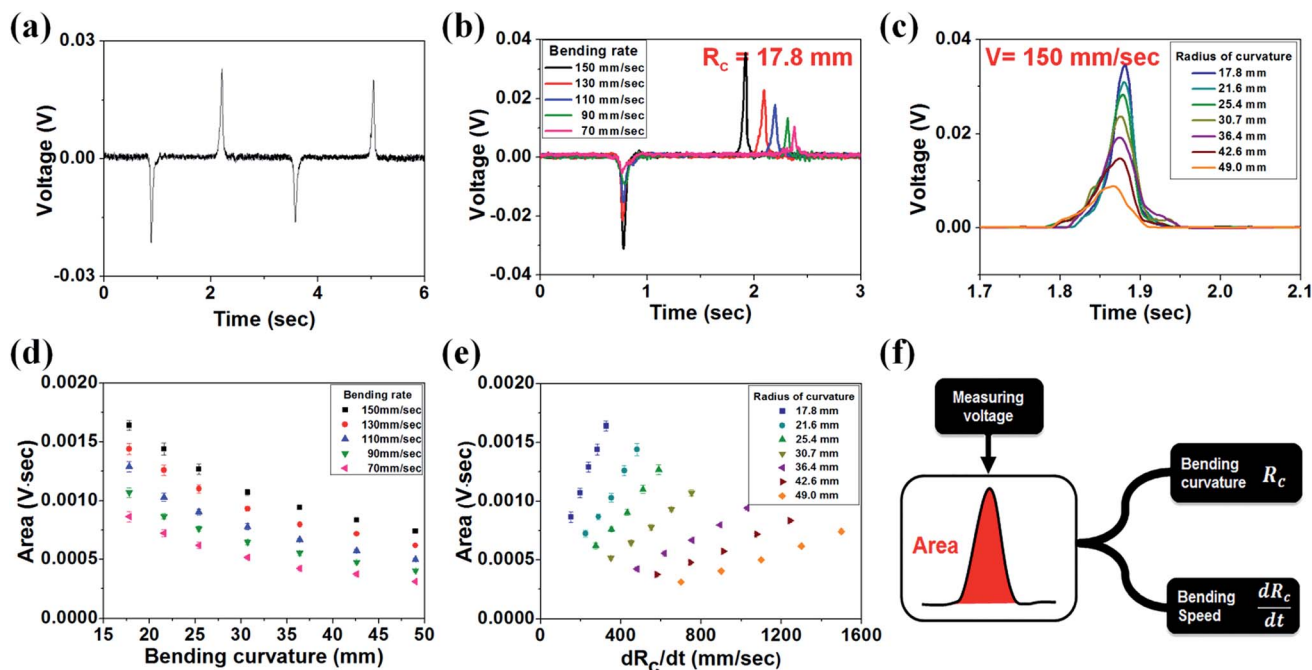 (a)
0.03
0.00
-0.03
Voltage (V)
0
2
4
6
Time (sec)
(b)
0.04
0.02
0.00
-0.02
-0.04
Voltage (V)
Bending rate
150 mm/sec
130 mm/sec
110 mm/sec
90 mm/sec
70 mm/sec
R_C = 17.8 mm
0
1
2
3
Time (sec)
(c)
0.04
0.02
0.00
Voltage (V)
V= 150 mm/sec
Radius of curvature
17.8 mm
21.6 mm
25.4 mm
30.7 mm
36.4 mm
42.6 mm
49.0 mm
1.7
1.8
1.9
2.0
2.1
Time (sec)
(d)
0.0020
0.0015
0.0010
0.0005
0.0000
Area (V·sec)
Bending rate
150mm/sec
130mm/sec
110mm/sec
90mm/sec
70mm/sec
15
20
25
30
35
40
45
50
Bending curvature (mm)
(e)
0.0020
0.0015
0.0010
0.0005
0.0000
Area (V·sec)
Radius of curvature
17.8 mm
21.6 mm
25.4 mm
30.7 mm
36.4 mm
42.6 mm
49.0 mm
0
400
800
1200
1600
dR_C/dt (mm/sec)
(f)
Measuring
voltage
Area
Bending
curvature R_c
Bending
Speed dR_c/dt